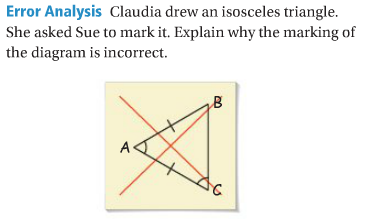 Error Analysis Claudia drew an isosceles triangle.
She asked Sue to mark it. Explain why the marking of
the diagram is incorrect.
B
A
C